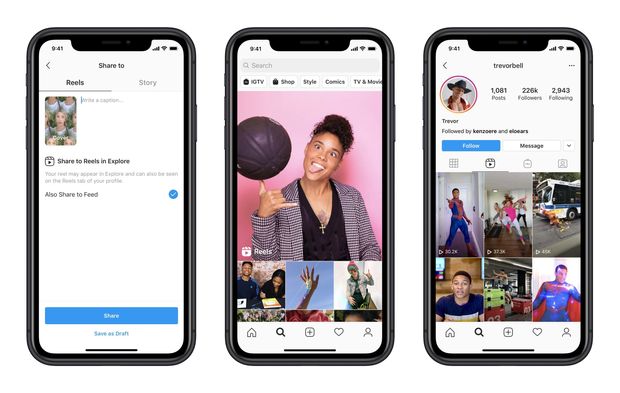 9:41
Share to
Reels
Story
Write a caption...
Cover
Share to Reels in Explore
Your reel may appear in Explore and can also be seen
on the Reels tab of your profile.
Also Share to Feed
Share
Save as Draft
9:41
Search
IGTV
Shop
Style
Comics
TV & Movie
Reels
9:41
trevorbell
1,081
Posts
226k
Followers
2,943
Following
Trevor
Followed by kenzoere and eloears
Follow
Message
30.2K
37.3K
45K